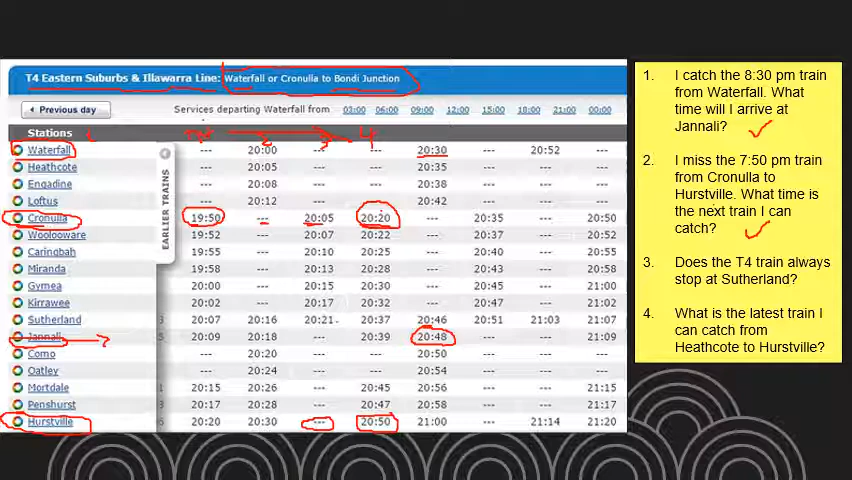 T4 Eastern Suburbs & Illawarra Line: Waterfall or Cronulla to Bondi Junction
Previous day Services departing Waterfall from 03:00 06:00 09:00 12:00 15:00 18:00 21:00 00:00
Stations
Waterfall --- 20:00 --- --- 20:30 --- 20:52 ---
Heathcote --- 20:05 --- --- 20:35 --- --- ---
Engadine --- 20:08 --- --- 20:38 --- --- ---
Loftus --- 20:12 --- --- 20:42 --- --- ---
Cronulla 19:50 --- 20:05 20:20 --- 20:35 --- 20:50
Woolooware 19:52 --- 20:07 20:22 --- 20:37 --- 20:52
Caringbah 19:55 --- 20:10 20:25 --- 20:40 --- 20:55
Miranda 19:58 --- 20:13 20:28 --- 20:43 --- 20:58
Gymea 20:00 --- 20:15 20:30 --- 20:45 --- 21:00
Kirrawee 20:02 --- 20:17 20:32 --- 20:47 --- 21:02
Sutherland 3 20:07 20:16 20:21 20:37 20:46 20:51 21:03 21:07
Jannali 5 20:09 20:18 --- 20:39 20:48 --- --- 21:09
Como --- 20:20 --- --- 20:50 --- --- ---
Oatley --- 20:24 --- --- 20:54 --- --- ---
Mortdale 1 20:15 20:26 --- 20:45 20:56 --- --- 21:15
Penshurst 3 20:17 20:28 --- 20:47 20:58 --- --- 21:17
Hurstville 6 20:20 20:30 --- 20:50 21:00 --- 21:14 21:20
EARLIER TRAINS
2 3 4
1. I catch the 8:30 pm train
from Waterfall. What
time will I arrive at
Jannali?
2. I miss the 7:50 pm train
from Cronulla to
Hurstville. What time is
the next train I can
catch?
3. Does the T4 train always
stop at Sutherland?
4. What is the latest train I
can catch from
Heathcote to Hurstville?